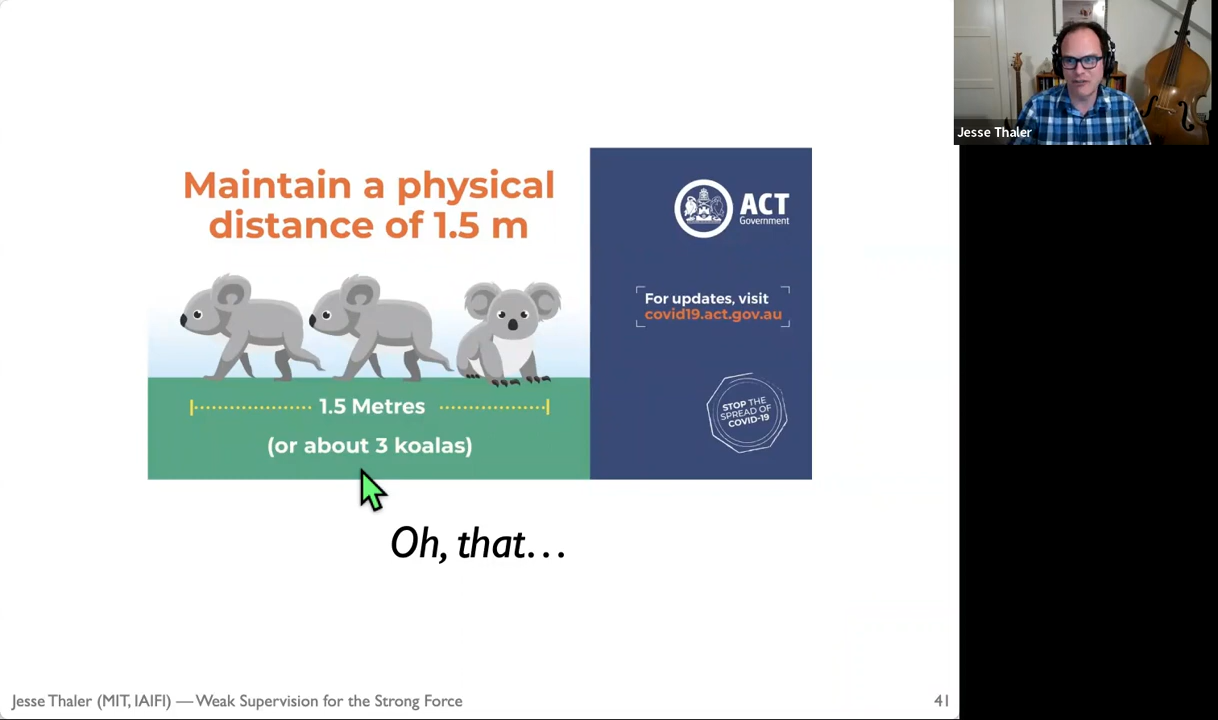 Jesse Thaler
Maintain a physical
distance of 1.5 m
1.5 Metres
(or about 3 koalas)
ACT
Government
For updates, visit
covid19.act.gov.au
STOP THE
SPREAD OF
COVID-19
Oh, that…
Jesse Thaler (MIT, IAIFI) — Weak Supervision for the Strong Force
41